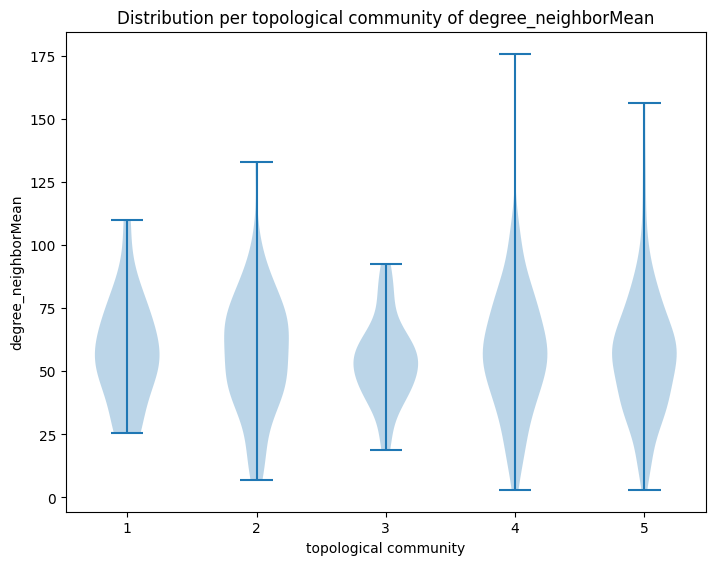 Distribution per topological community of degree_neighborMean
degree_neighborMean
175
150
125
100
75
50
25
0
1 2 3 4 5
topological community